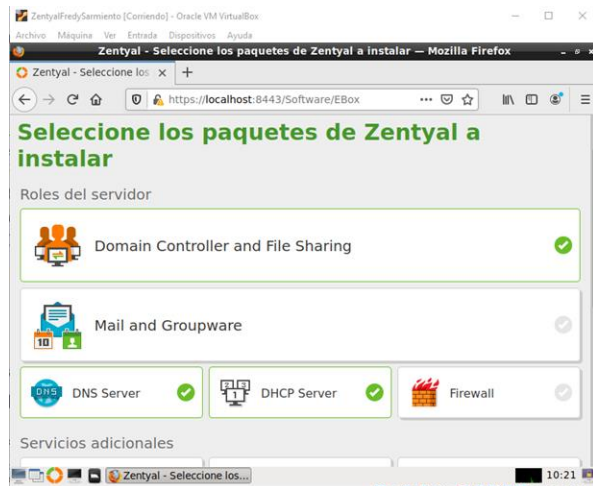 ZentyalFredySarmiento [Corriendo] - Oracle VM VirtualBox
Archivo Máquina Ver Entrada Dispositivos Ayuda
Zentyal - Seleccione los paquetes de Zentyal a instalar — Mozilla Firefox
Zentyal - Seleccione los
https://localhost:8443/Software/EBox
Seleccione los paquetes de Zentyal a
instalar
Roles del servidor
Domain Controller and File Sharing
10
Mail and Groupware
DNS
DNS Server
1
DHCP Server
Firewall
Servicios adicionales
Zentyal - Seleccione los...
10:21